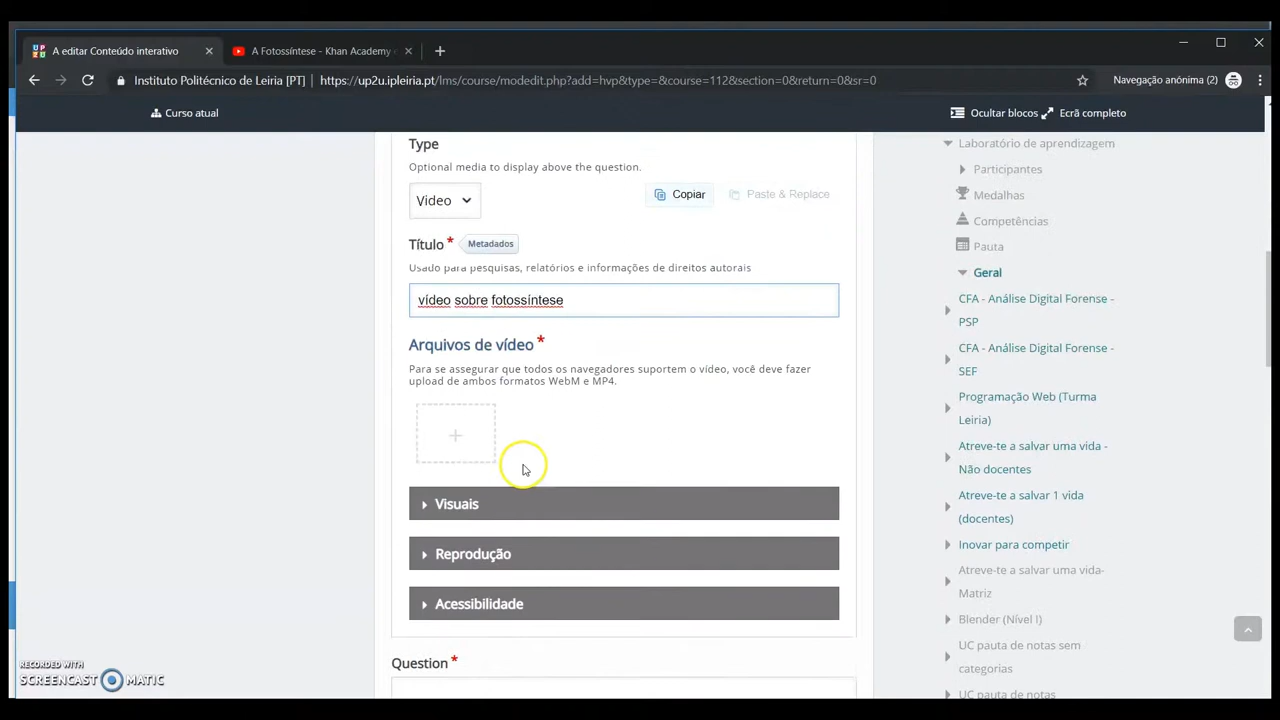 A editar Conteúdo interativo
A Fotossíntese - Khan Academy
Instituto Politécnico de Leiria [PT]
https://up2u.ipleiria.pt/lms/course/modedit.php?add=hvp&type=&course=112&section=0&return=0&sr=0
Navegação anónima (2)
Curso atual
Ocultar blocos
Ecrã completo
Type
Optional media to display above the question.
Video
Copiar
Paste & Replace
Título *
Metadados
Usado para pesquisas, relatórios e informações de direitos autorais
vídeo sobre fotossíntese
Arquivos de vídeo *
Para se assegurar que todos os navegadores suportem o vídeo, você deve fazer
upload de ambos formatos WebM e MP4.
+
Visuais
Reprodução
Acessibilidade
Question *
Laboratório de aprendizagem
Participantes
Medalhas
Competências
Pauta
Geral
CFA - Análise Digital Forense -
PSP
CFA - Análise Digital Forense -
SEF
Programação Web (Turma
Leiria)
Atreve-te a salvar uma vida -
Não docentes
Atreve-te a salvar 1 vida
(docentes)
Inovar para competir
Atreve-te a salvar uma vida-
Matriz
Blender (Nível I)
UC pauta de notas sem
categorias
UC pauta de notas
RECORDED WITH
SCREENCAST MATIC